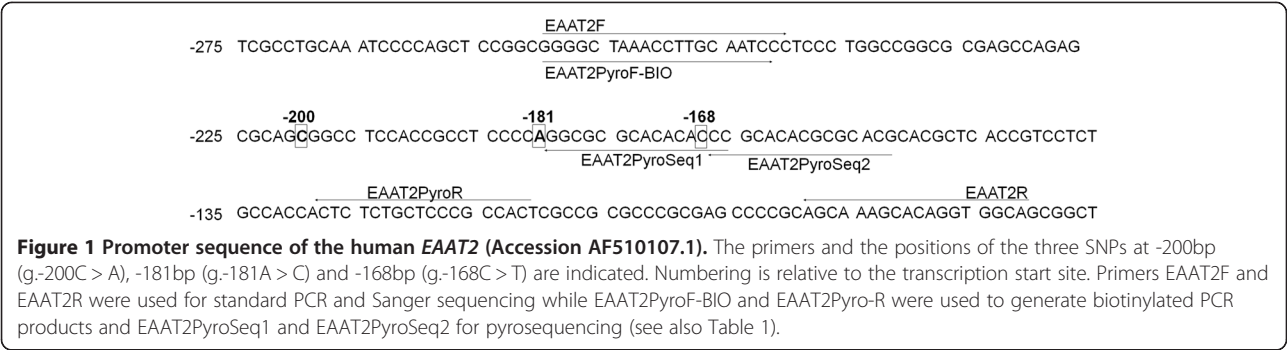 EAAT2F
-275 TCGCCTGCAA ATCCCCAGCT CCGGCGGGGC TAAACCTTGC AATCCCTCCC TGGCCGGCG CGAGCCAGAG
EAAT2PyroF-BIO
-200 -181 -168
-225 CGCAGCGGCC TCCACCGCCT CCCCAGGCGC GCACACACCC GCACACGCGC ACGCACGCTC ACCGTCCTCT
EAAT2PyroSeq1 EAAT2PyroSeq2
EAAT2PyroR EAAT2R
-135 GCCACCACTC TCTGCTCCCG CCACTCGCCG CGCCCGCGAG CCCCGCAGCA AAGCACAGGT GGCAGCGGCT
Figure 1 Promoter sequence of the human EAAT2 (Accession AF510107.1). The primers and the positions of the three SNPs at -200bp
(g.-200C > A), -181bp (g.-181A > C) and -168bp (g.-168C > T) are indicated. Numbering is relative to the transcription start site. Primers EAAT2F and
EAAT2R were used for standard PCR and Sanger sequencing while EAAT2PyroF-BIO and EAAT2Pyro-R were used to generate biotinylated PCR
products and EAAT2PyroSeq1 and EAAT2PyroSeq2 for pyrosequencing (see also Table 1).